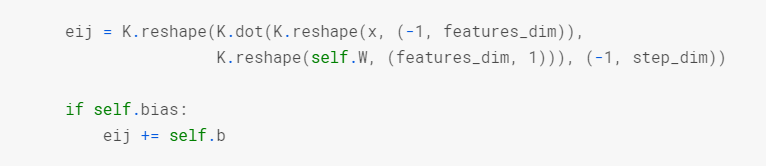 eij = K.reshape(K.dot(K.reshape(x, (-1, features_dim)),
K.reshape(self.W, (features_dim, 1))), (-1, step_dim))
if self.bias:
eij += self.b